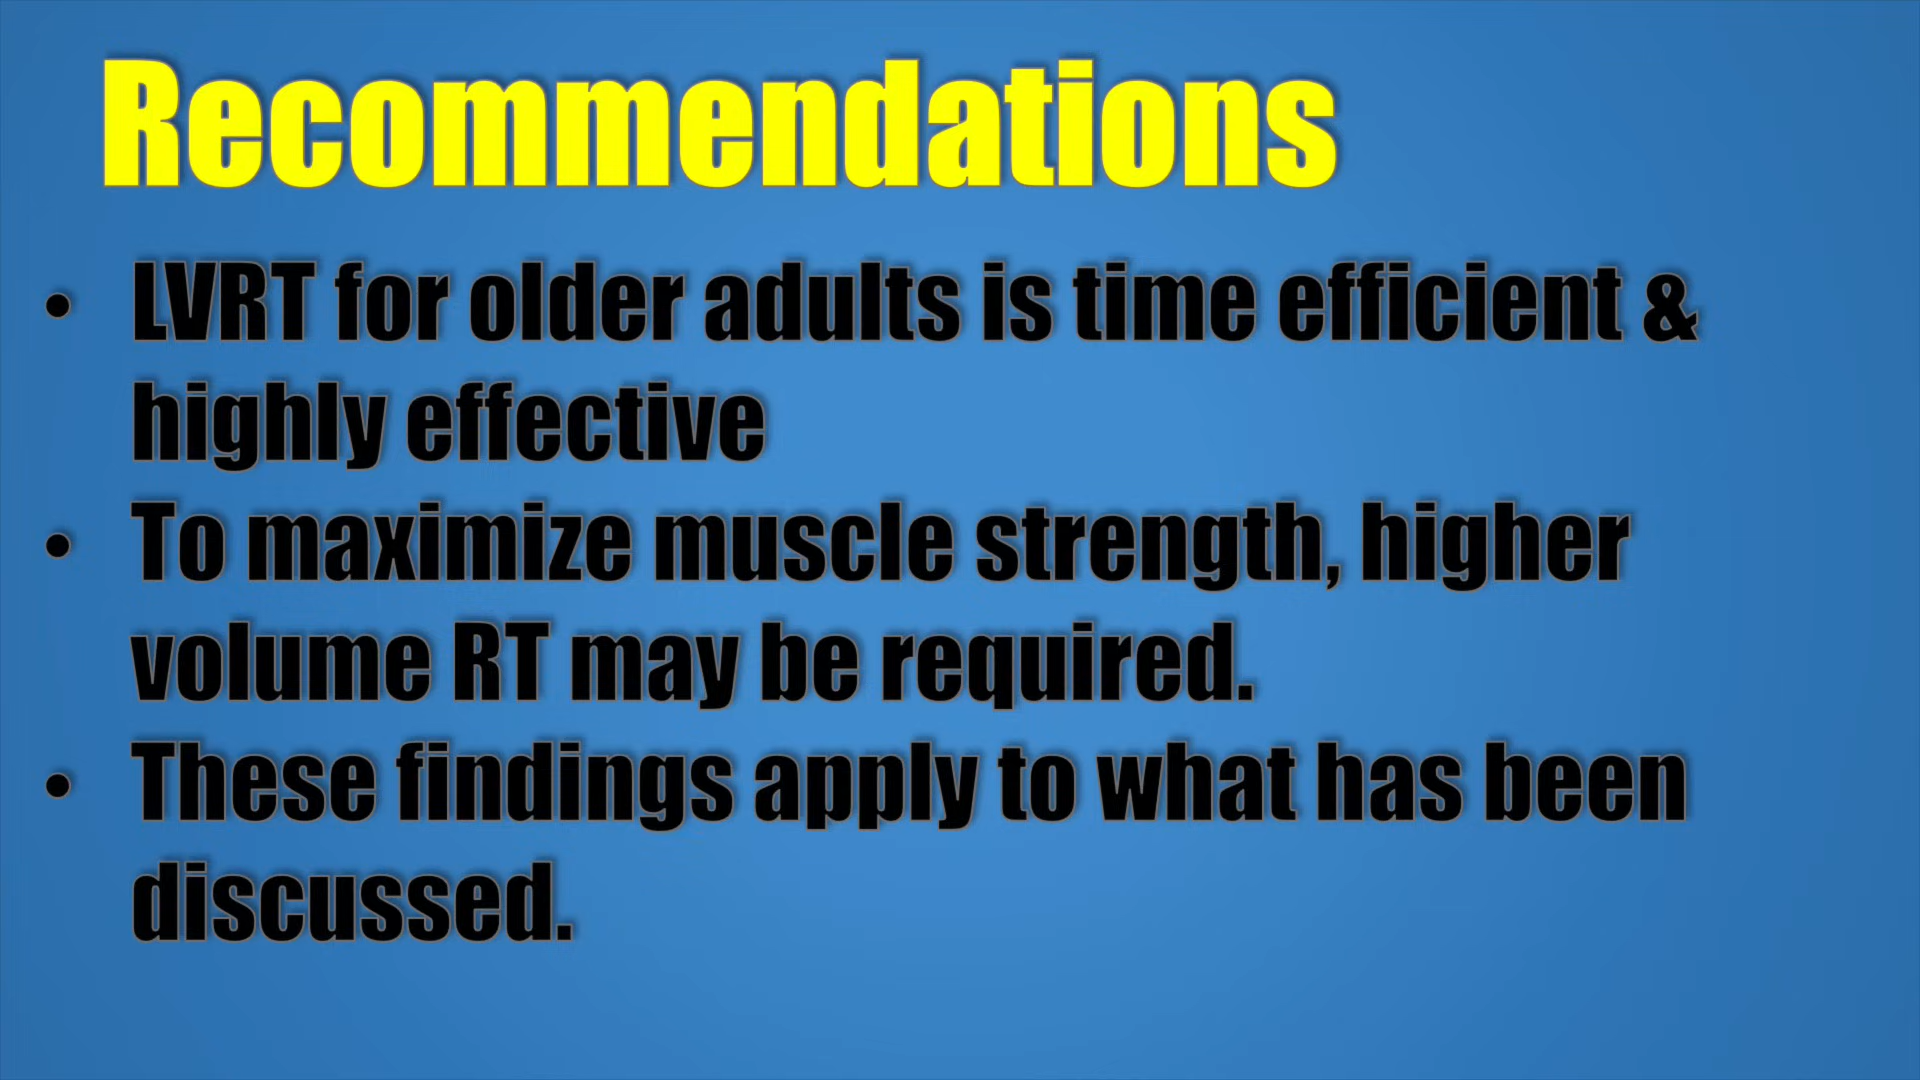 Recommendations
• LVRT for older adults is time efficient &
highly effective
• To maximize muscle strength, higher
volume RT may be required.
• These findings apply to what has been
discussed.